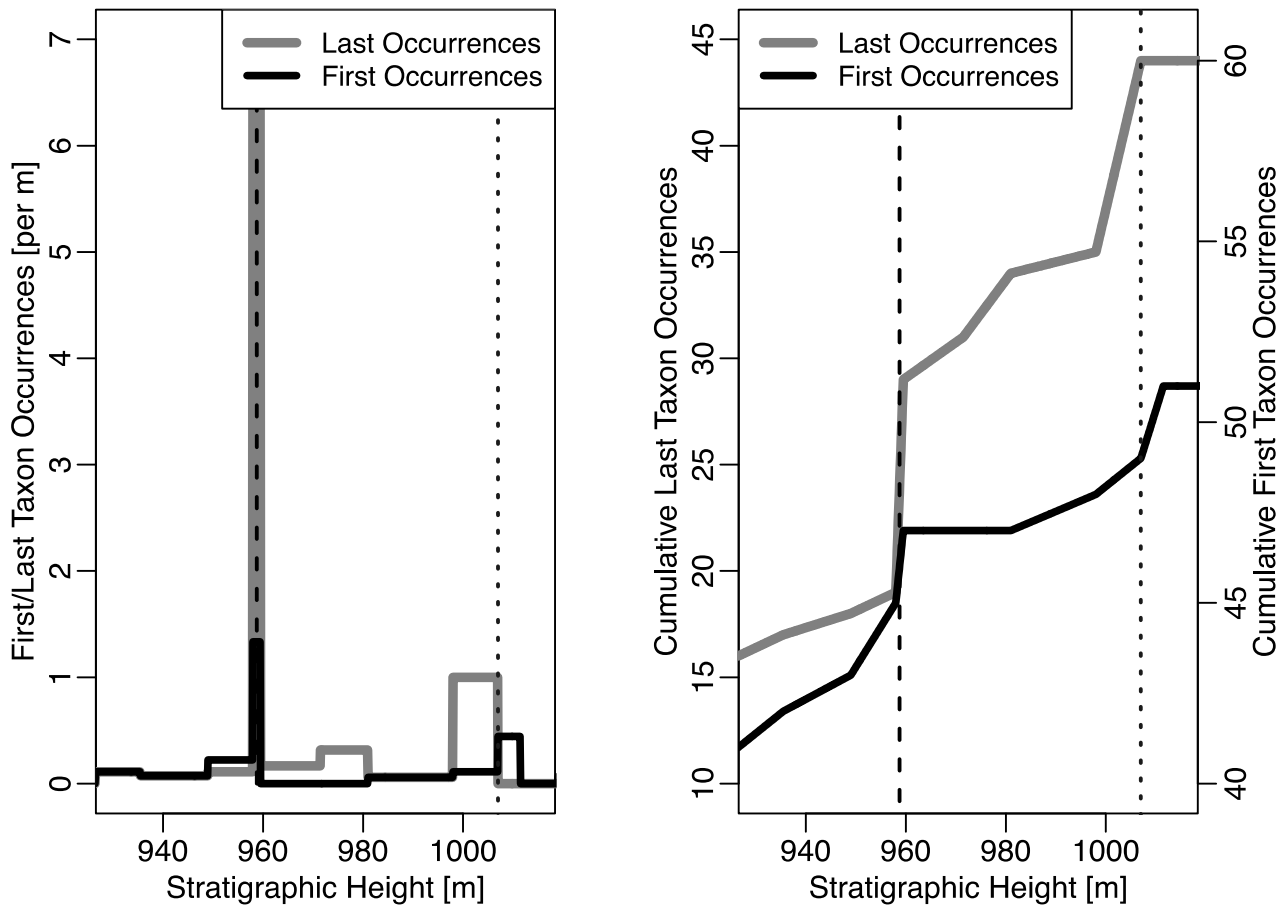 Last Occurrences
First Occurrences
First/Last Taxon Occurrences [per m]
7
6
5
4
3
2
1
0
940 960 980 1000
Stratigraphic Height [m]
Last Occurrences
First Occurrences
Cumulative Last Taxon Occurrences
45
40
35
30
25
20
15
10
60
55
50
45
40
Cumulative First Taxon Occurrences
940 960 980 1000
Stratigraphic Height [m]